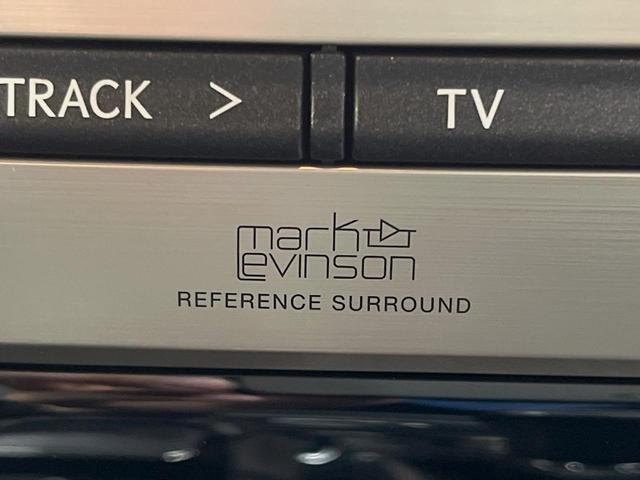 TRACK > TV
mark
levinson
REFERENCE SURROUND